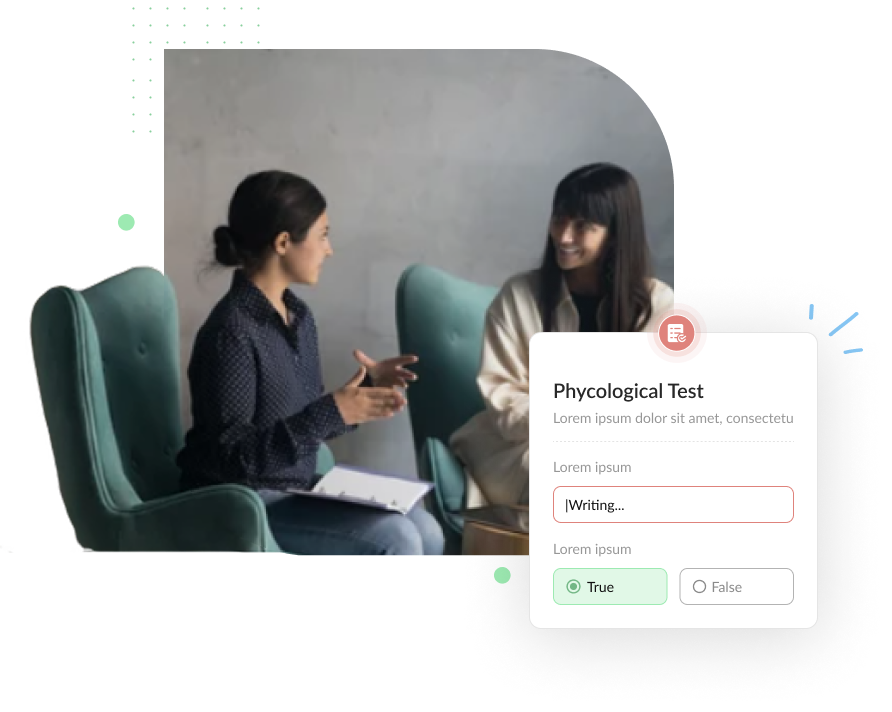 Phycological Test
Lorem ipsum dolor sit amet, consectetu
Lorem ipsum
|Writing...
Lorem ipsum
True
False